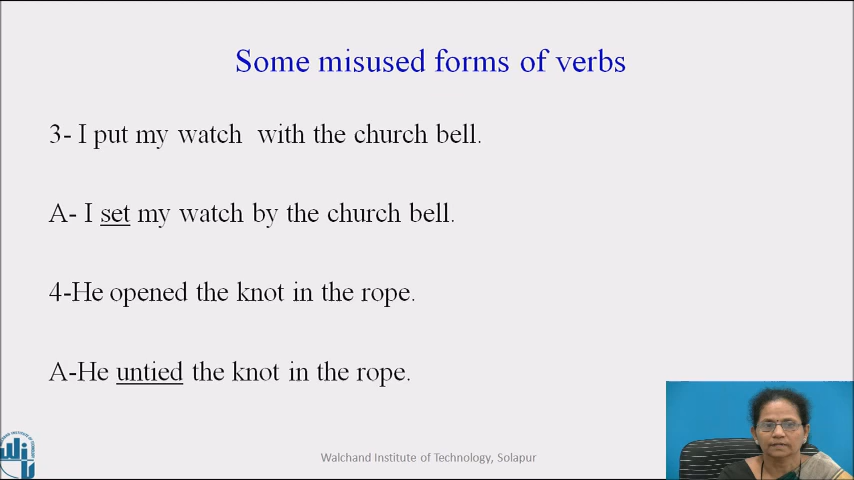 Some misused forms of verbs
3- I put my watch  with the church bell.
A- I set my watch by the church bell.
4-He opened the knot in the rope.
A-He untied the knot in the rope.
Walchand Institute of Technology, Solapur